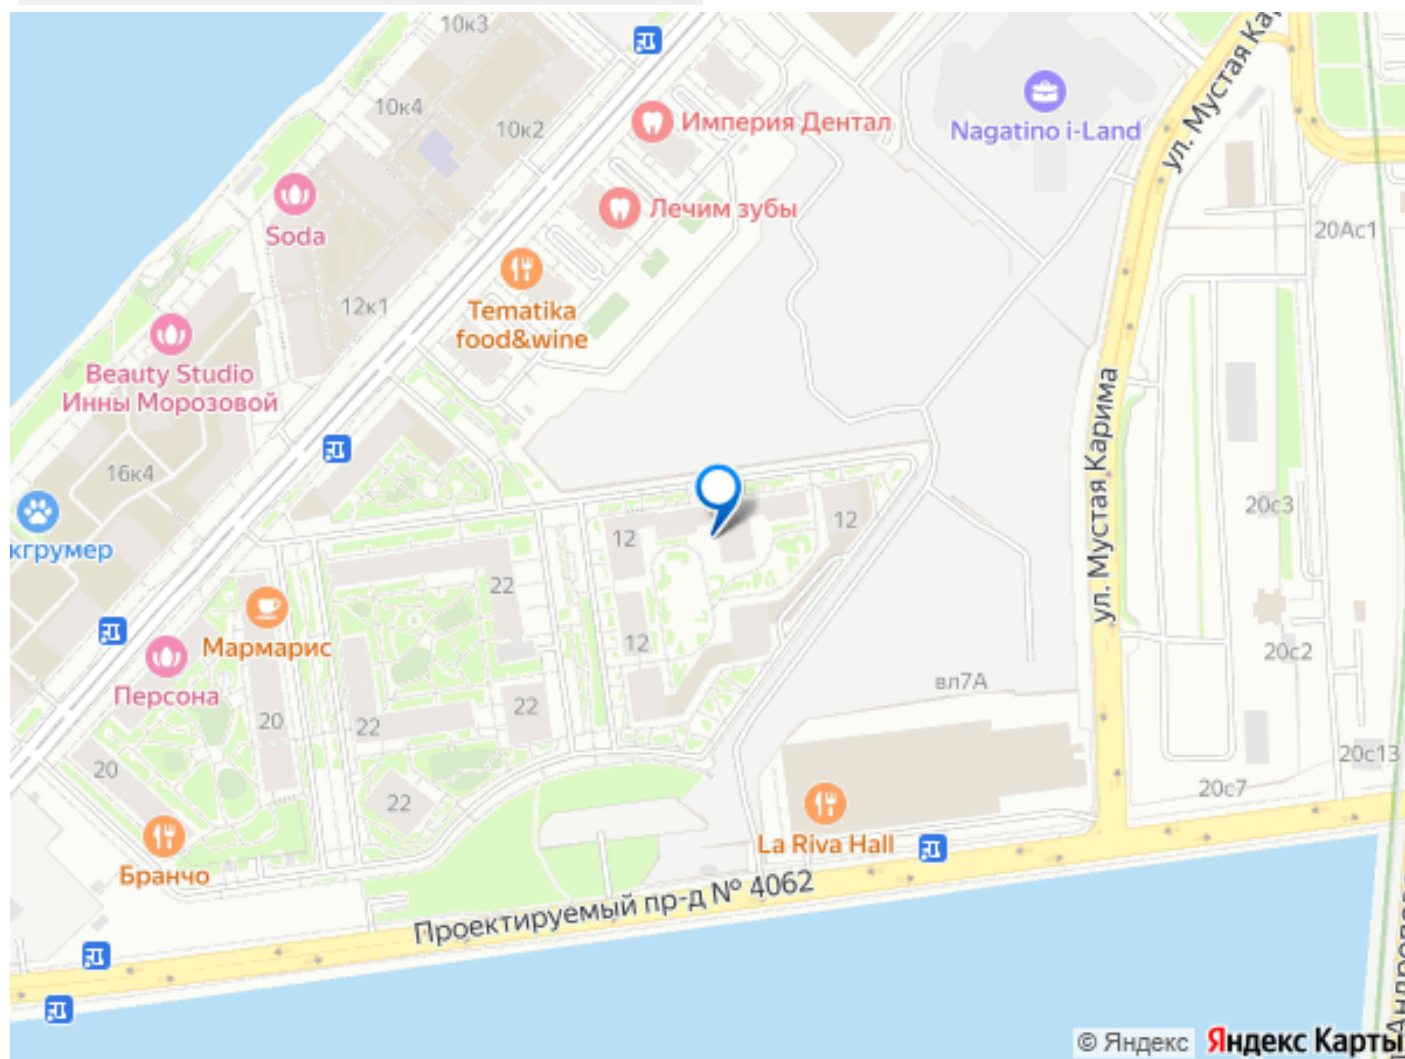 10к3
10к4
10к2
Империя Дентал
Nagatino i-Land
ул. Мустая Кар
Лечим зубы
Soda
20Ас1
Tematika
food&wine
12к1
Beauty Studio
Инны Морозовой
ул. Мустая Карима
16к4
20с3
кгрумер
12
12
22
12
Мармарис
20с2
Персона
вл7А
22
20
22
20
20с13
22
20с7
La Riva Hall
Бранчо
Проектируемый пр-д № 4062
Андропов
© Яндекс
Яндекс Карты